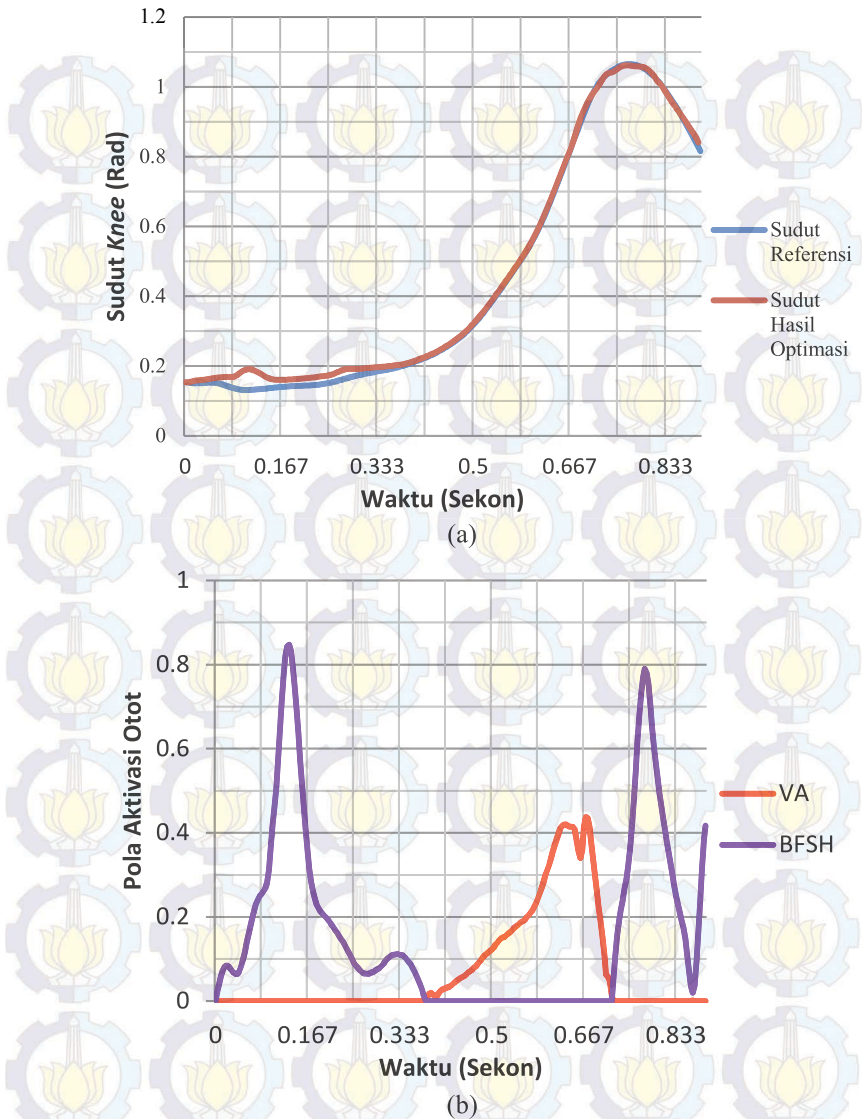 1.2
1
0.8
0.6
0.4
0.2
0
Sudut Knee (Rad)
0 0.167 0.333 0.5 0.667 0.833
Waktu (Sekon)
Sudut
Referensi
Sudut
Hasil
Optimasi
(a)
1
0.8
0.6
0.4
0.2
0
Pola Aktivasi Otot
0 0.167 0.333 0.5 0.667 0.833
Waktu (Sekon)
VA
BFSH
(b)